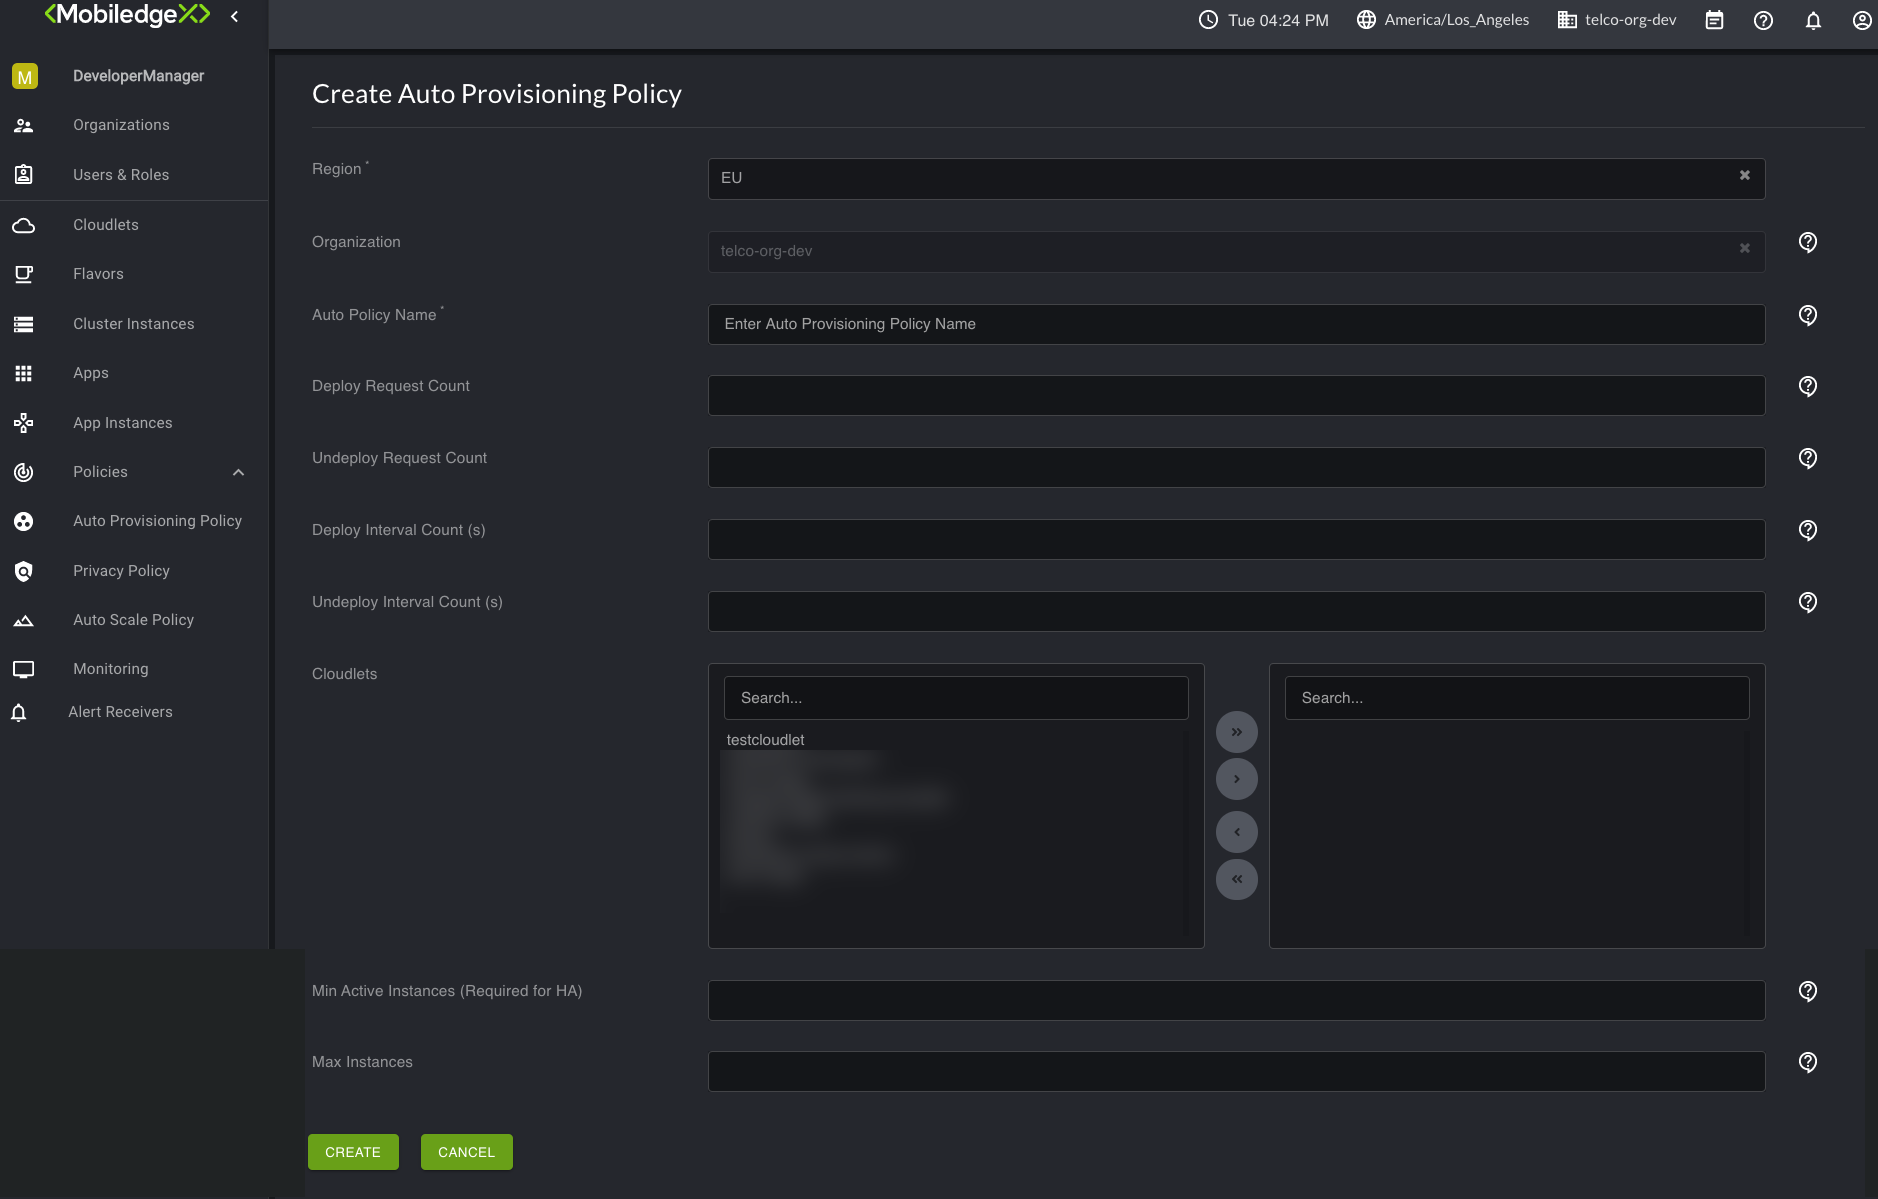 MobiledgeX
Tue 04:24 PM
America/Los_Angeles
telco-org-dev
M
DeveloperManager
Organizations
Users & Roles
Cloudlets
Flavors
Cluster Instances
Apps
App Instances
Policies
Auto Provisioning Policy
Privacy Policy
Auto Scale Policy
Monitoring
Alert Receivers
Create Auto Provisioning Policy
Region *
EU
Organization
telco-org-dev
Auto Policy Name *
Enter Auto Provisioning Policy Name
Deploy Request Count
Undeploy Request Count
Deploy Interval Count (s)
Undeploy Interval Count (s)
Cloudlets
Search...
Search...
testcloudlet
Min Active Instances (Required for HA)
Max Instances
CREATE
CANCEL